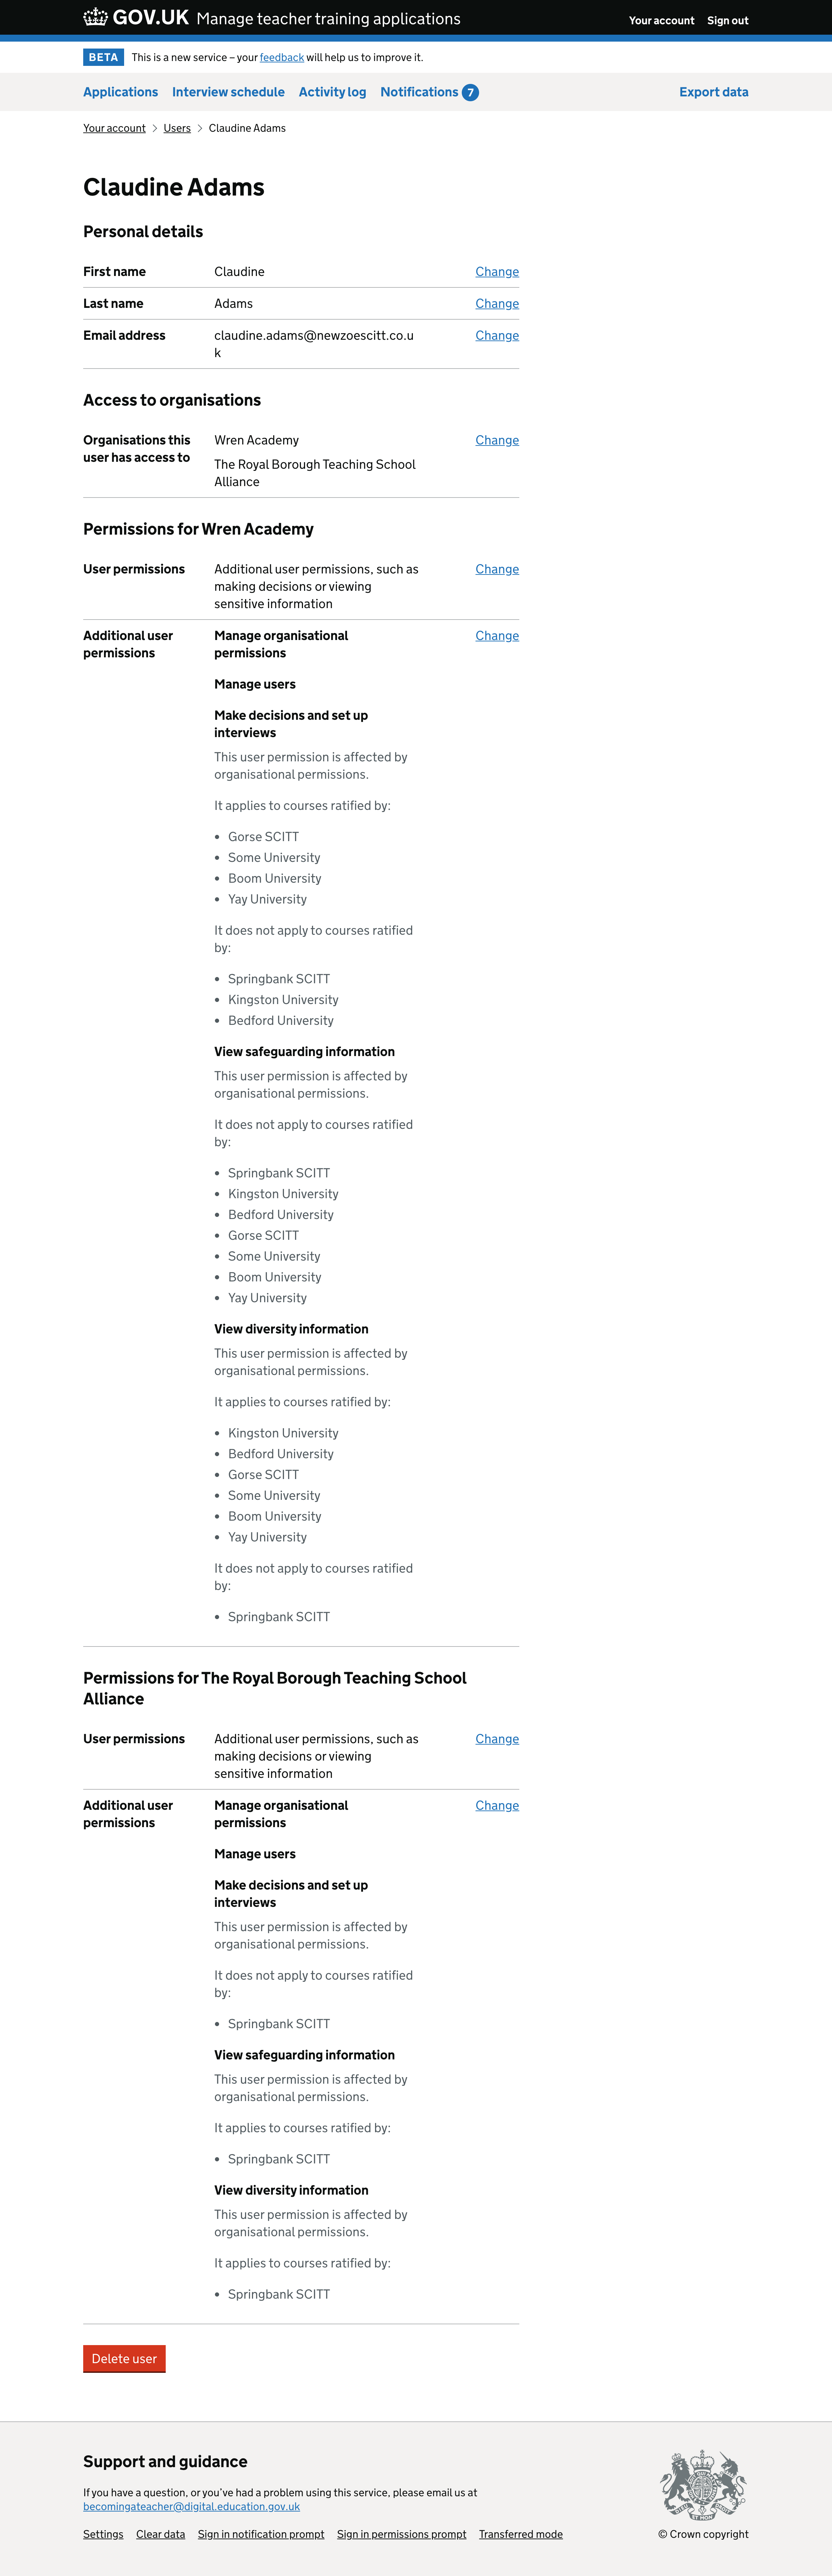 GOV.UK Manage teacher training applications Your account Sign out
BETA This is a new service – your feedback will help us to improve it.
Applications Interview schedule Activity log Notifications 7 Export data
Your account Users Claudine Adams
Claudine Adams
Personal details
First name Claudine Change
Last name Adams Change
Email address claudine.adams@newzoescitt.co.u Change
k
Access to organisations
Organisations this Wren Academy Change
user has access to
The Royal Borough Teaching School
Alliance
Permissions for Wren Academy
User permissions Additional user permissions, such as Change
making decisions or viewing
sensitive information
Additional user Manage organisational Change
permissions permissions
Manage users
Make decisions and set up
interviews
This user permission is affected by
organisational permissions.
It applies to courses ratified by:
• Gorse SCITT
• Some University
• Boom University
• Yay University
It does not apply to courses ratified
by:
• Springbank SCITT
• Kingston University
• Bedford University
View safeguarding information
This user permission is affected by
organisational permissions.
It does not apply to courses ratified
by:
• Springbank SCITT
• Kingston University
• Bedford University
• Gorse SCITT
• Some University
• Boom University
• Yay University
View diversity information
This user permission is affected by
organisational permissions.
It applies to courses ratified by:
• Kingston University
• Bedford University
• Gorse SCITT
• Some University
• Boom University
• Yay University
It does not apply to courses ratified
by:
• Springbank SCITT
Permissions for The Royal Borough Teaching School
Alliance
User permissions Additional user permissions, such as Change
making decisions or viewing
sensitive information
Additional user Manage organisational Change
permissions permissions
Manage users
Make decisions and set up
interviews
This user permission is affected by
organisational permissions.
It does not apply to courses ratified
by:
• Springbank SCITT
View safeguarding information
This user permission is affected by
organisational permissions.
It applies to courses ratified by:
• Springbank SCITT
View diversity information
This user permission is affected by
organisational permissions.
It applies to courses ratified by:
• Springbank SCITT
Delete user
Support and guidance
If you have a question, or you’ve had a problem using this service, please email us at
becomingateacher@digital.education.gov.uk
Settings Clear data Sign in notification prompt Sign in permissions prompt Transferred mode © Crown copyright